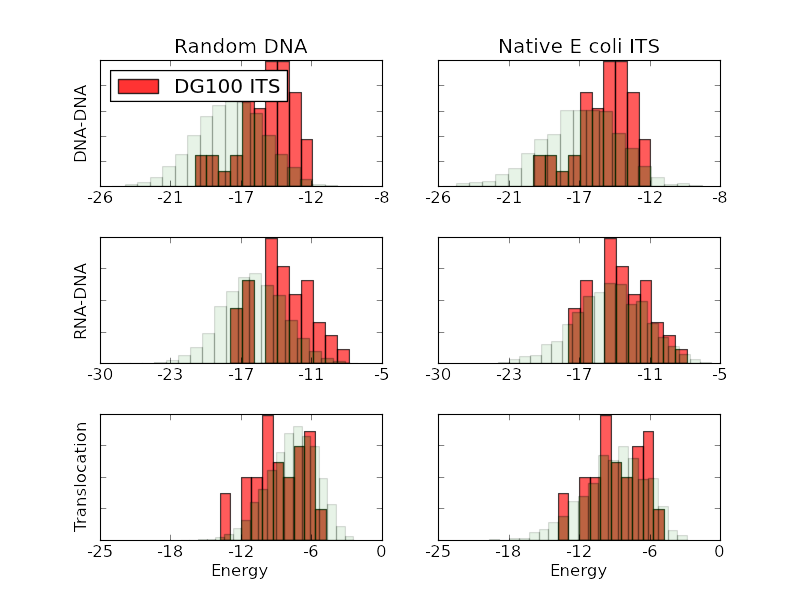 Random DNA
Native E coli ITS
DG100 ITS
DNA-DNA
-26 -21 -17 -12 -8
-26 -21 -17 -12 -8
RNA-DNA
-30 -23 -17 -11 -5
-30 -23 -17 -11 -5
Translocation
-25 -18 -12 -6 0
-25 -18 -12 -6 0
Energy
Energy